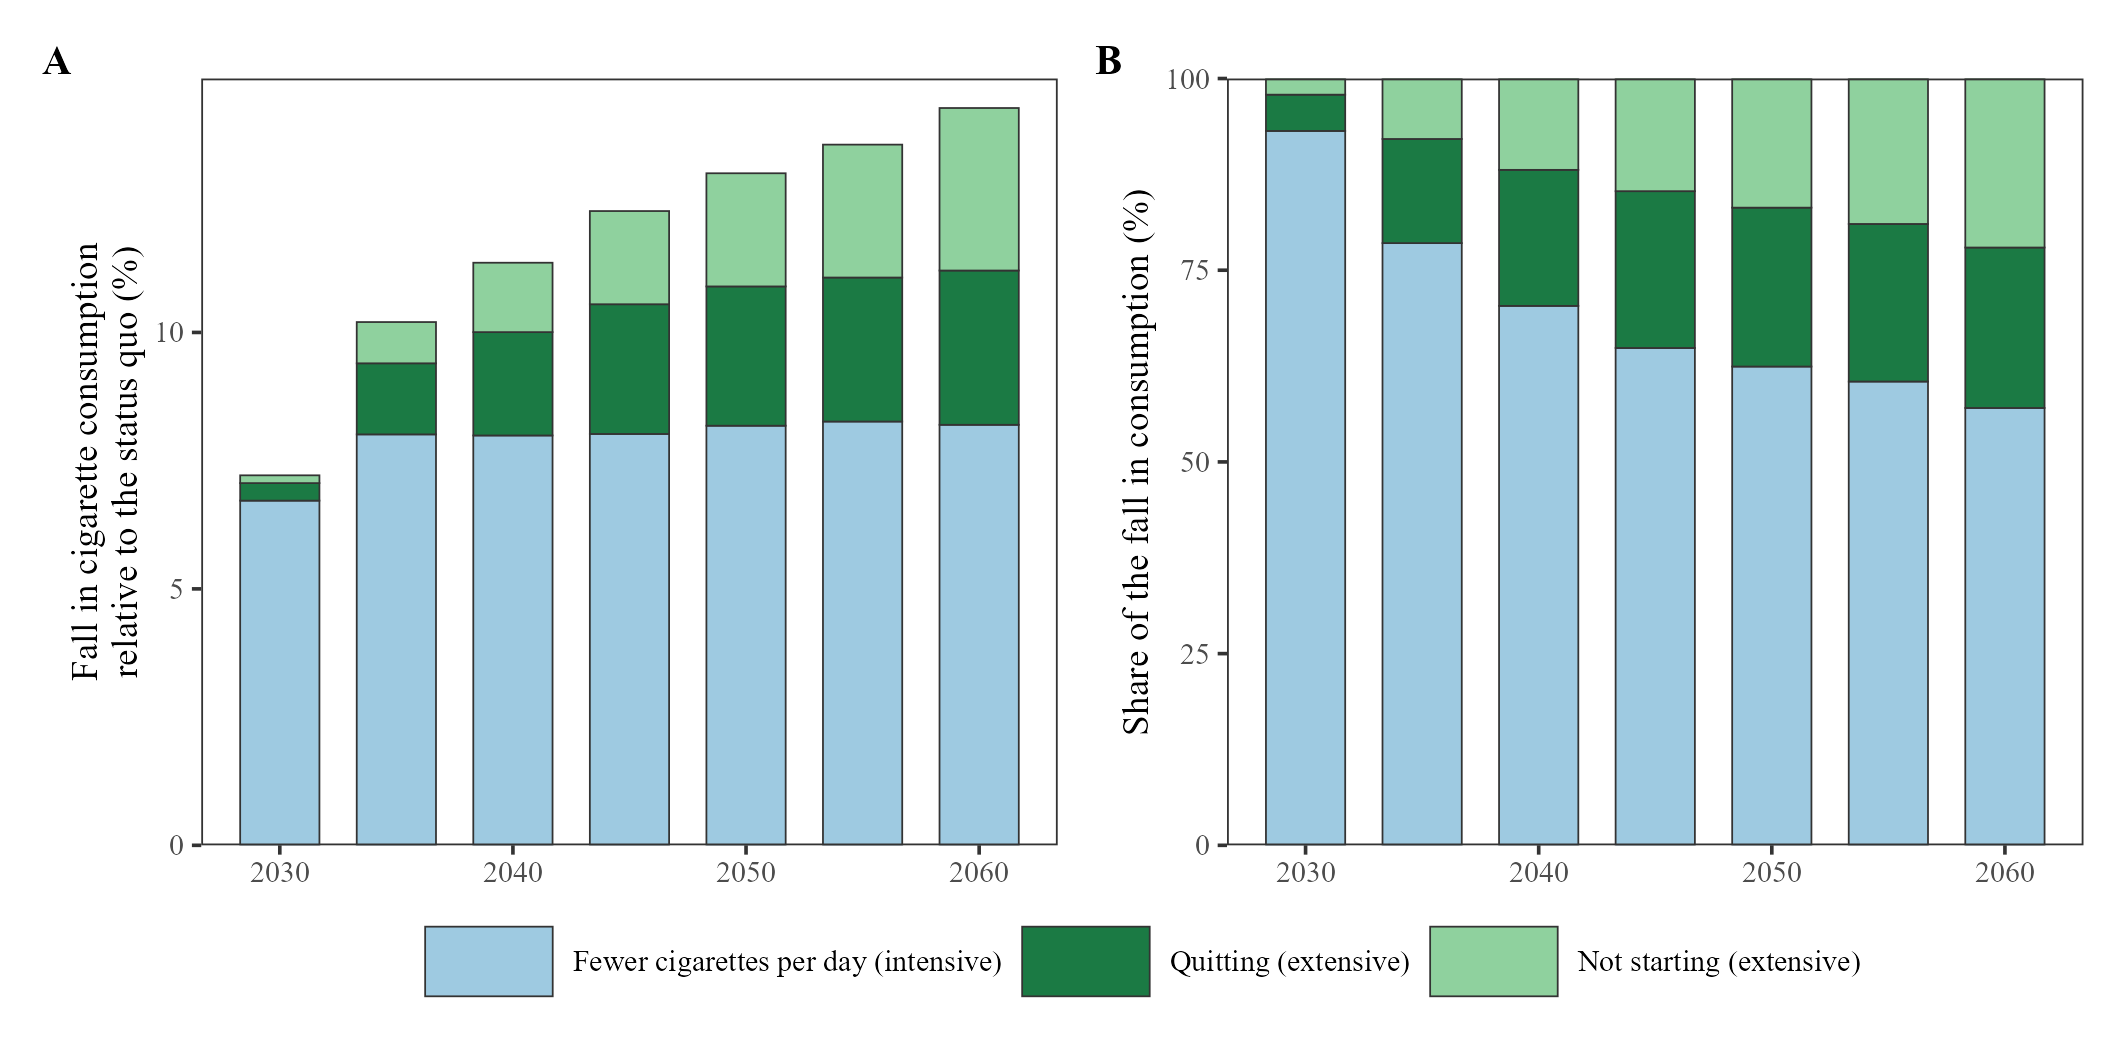 A
Fall in cigarette consumption
relative to the status quo (%)
10
5
0
2030
2040
2050
2060
B
Share of the fall in consumption (%)
100
75
50
25
0
2030
2040
2050
2060
Fewer cigarettes per day (intensive)
Quitting (extensive)
Not starting (extensive)